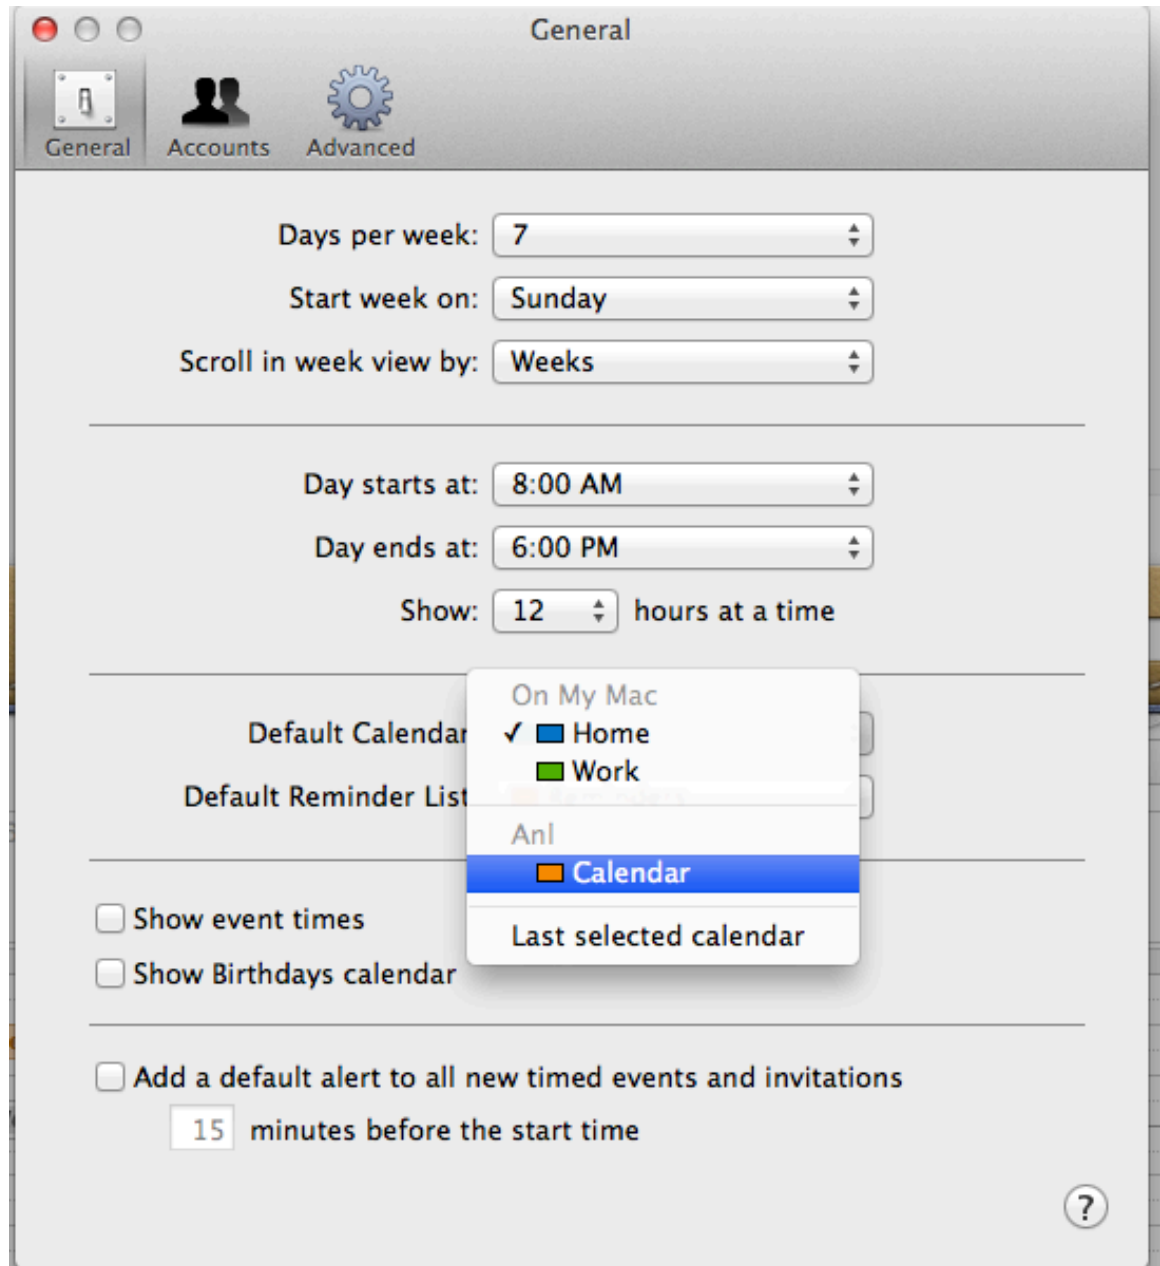 General
General Accounts Advanced
Days per week: 7
Start week on: Sunday
Scroll in week view by: Weeks
Day starts at: 8:00 AM
Day ends at: 6:00 PM
Show: 12 hours at a time
On My Mac
Default Calendar ✓ Home
Work
Default Reminder List Reminders
Anl
Calendar
Show event times
Last selected calendar
Show Birthdays calendar
Add a default alert to all new timed events and invitations
15 minutes before the start time
?